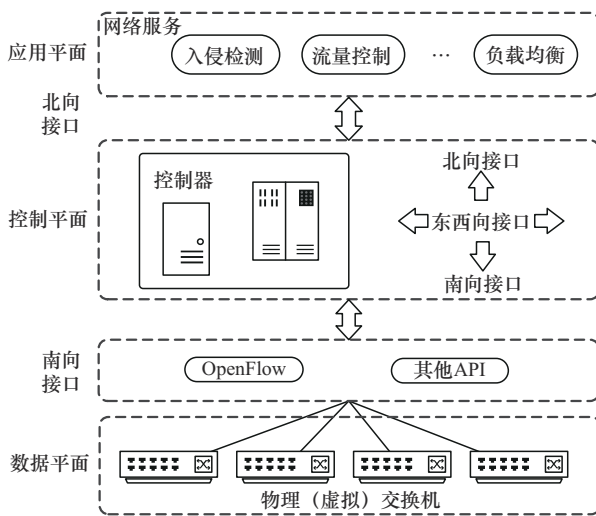 网络服务
应用平面
入侵检测
流量控制
···
负载均衡
北向
接口
控制平面
控制器
北向接口
东西向接口
南向接口
南向
接口
OpenFlow
其他API
数据平面
物理（虚拟）交换机